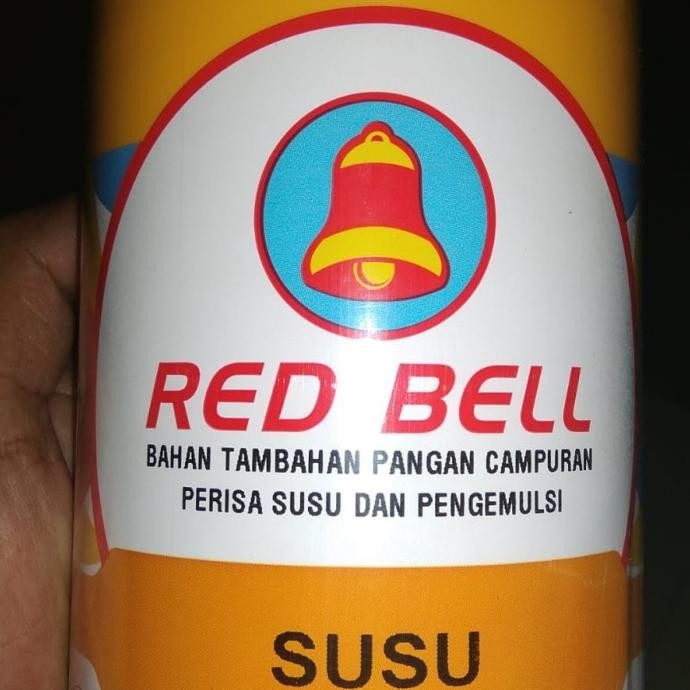 RED BELL
BAHAN TAMBAHAN PANGAN CAMPURAN
PERISA SUSU DAN PENGEMULSI
SUSU